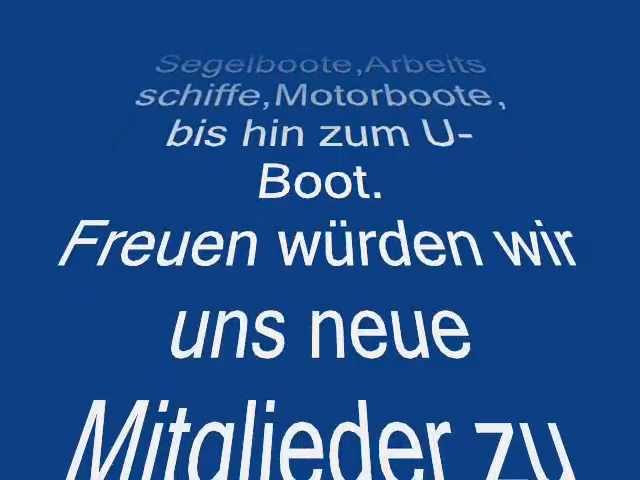 Segelboote,Arbeits
schiffe,Motorboote,
bis hin zum U-
Boot.
Freuen würden wir
uns neue
Mitglieder zu